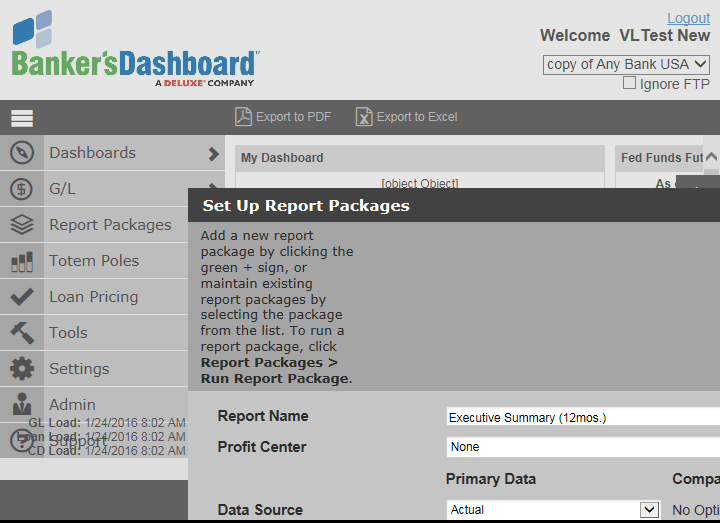 Logout
Welcome VLTest New
Banker'sDashboard™
A DELUXE® COMPANY
copy of Any Bank USA
Ignore FTP
Export to PDF Export to Excel
Dashboards
G/L
Report Packages
Totem Poles
Loan Pricing
Tools
Settings
Admin
GL Load: 1/24/2016 8:02 AM
Loan Load: 1/24/2016 8:02 AM
Support
CD Load: 1/24/2016 8:02 AM
My Dashboard Fed Funds Fut
[object Object] As
Set Up Report Packages
Add a new report
package by clicking the
green + sign, or
maintain existing
report packages by
selecting the package
from the list. To run a
report package, click
Report Packages >
Run Report Package.
Report Name Executive Summary (12mos.)
Profit Center None
Primary Data Compa
Data Source Actual No Opti